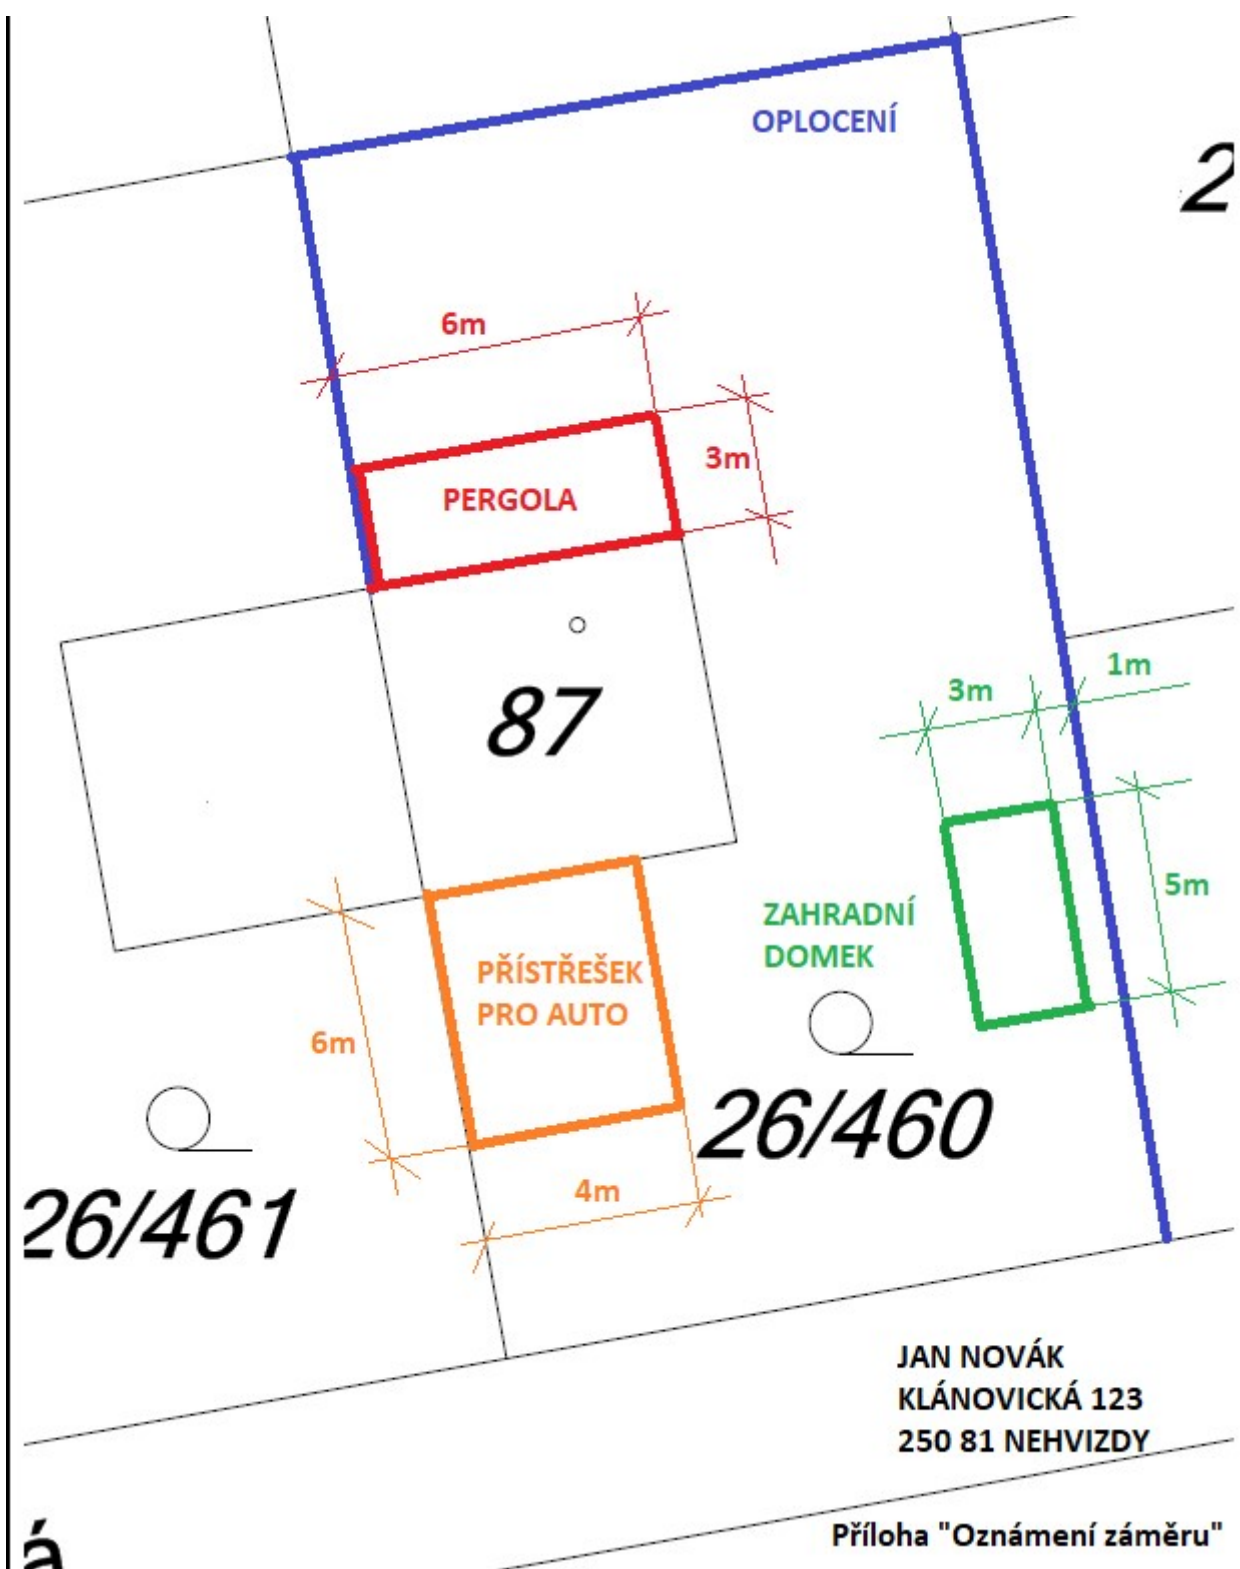 OPLOCENÍ
2
6m
3m
PERGOLA
87
1m
3m
5m
ZAHRADNÍ
DOMEK
PŘÍSTŘEŠEK
PRO AUTO
6m
26/460
4m
26/461
JAN NOVÁK
KLÁNOVICKÁ 123
250 81 NEHVIZDY
Příloha "Oznámení záměru"
á